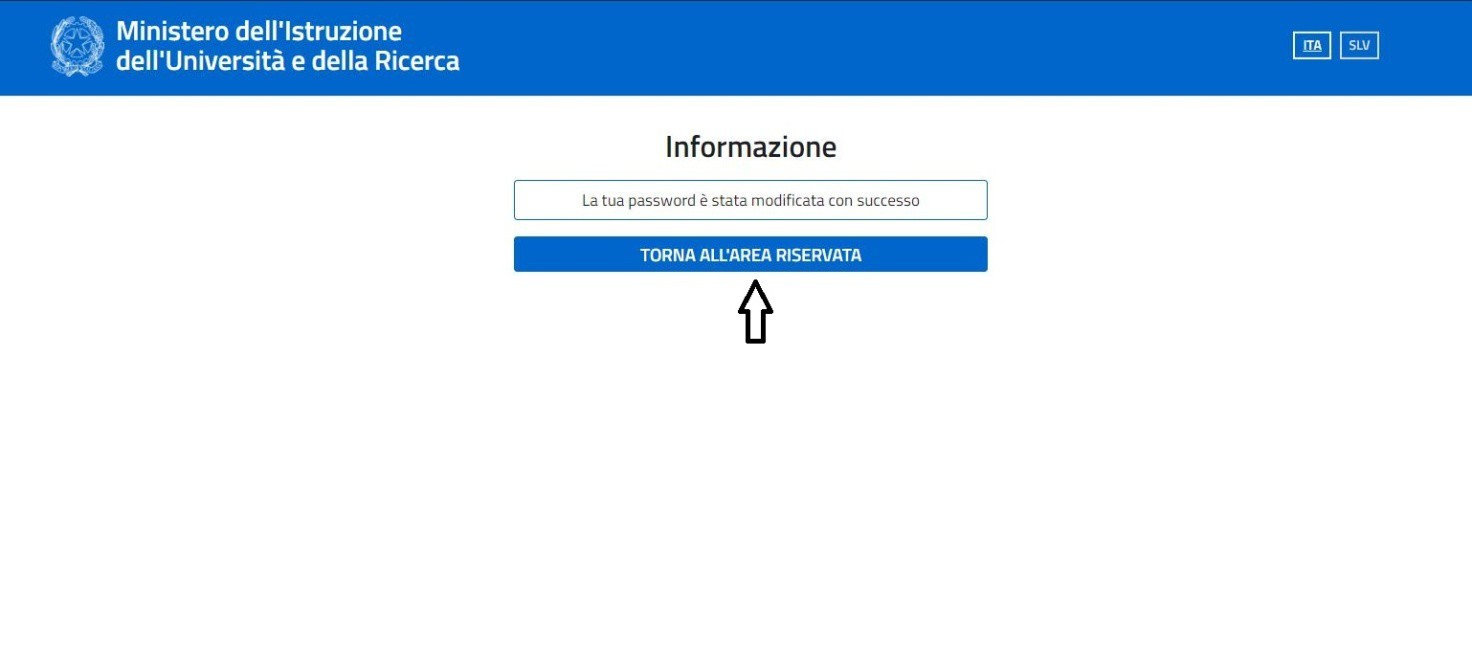 Ministero dell'Istruzione
dell'Università e della Ricerca
ITA
SLV
Informazione
La tua password è stata modificata con successo
TORNA ALL'AREA RISERVATA